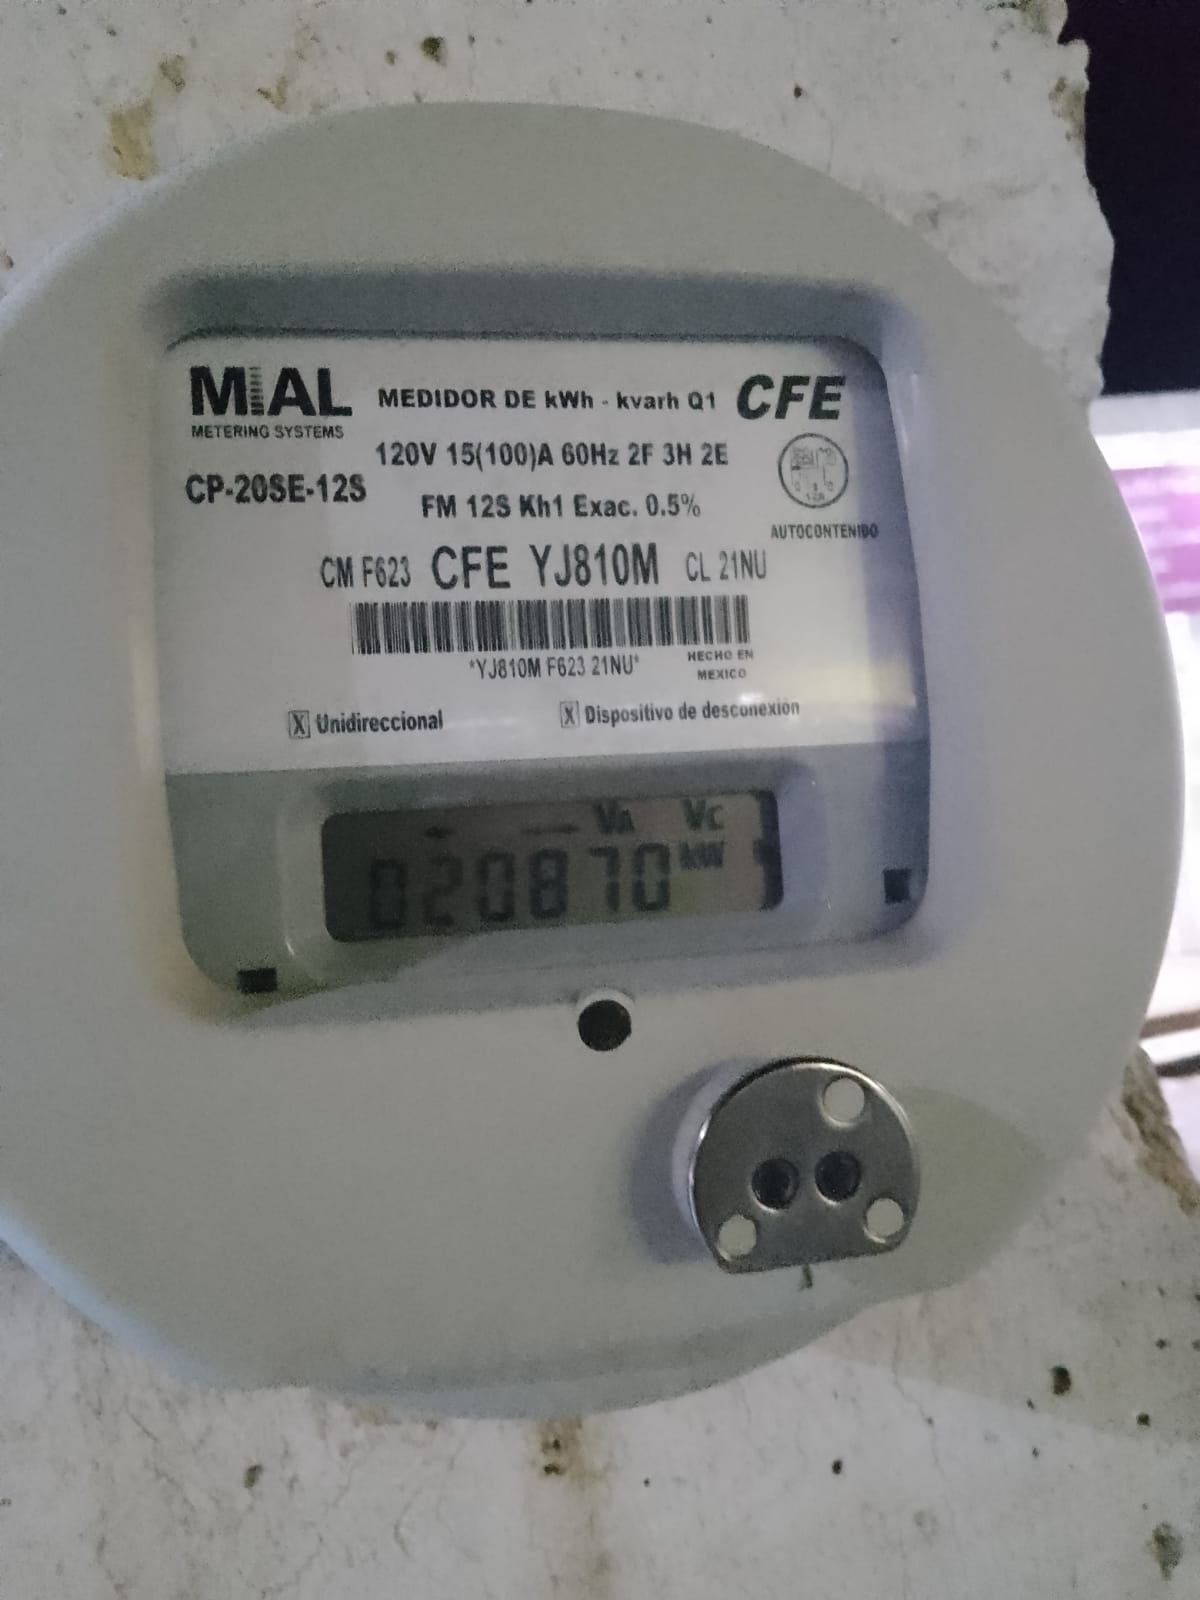 MIAL
METERING SYSTEMS
MEDIDOR DE kWh - kvarh Q1
CFE
120V 15(100)A 60Hz 2F 3H 2E
CP-20SE-12S
FM 12S Kh1 Exac. 0.5%
AUTOCONTENIDO
CM F623 CFE YJ810M CL 21NU
*YJ810M F623 21NU*
HECHO EN
MEXICO
X Unidireccional
X Dispositivo de desconexión
VA VC
020870 kW